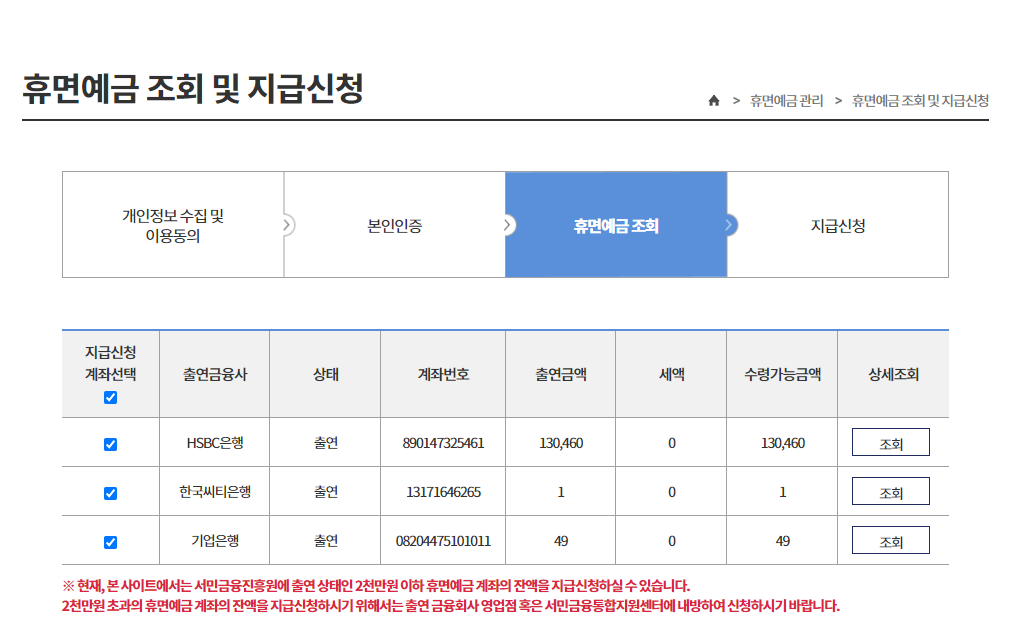 휴면예금 조회 및 지급신청
> 휴면예금 관리 > 휴면예금 조회 및 지급신청
개인정보 수집 및
이용동의
본인인증
휴면예금 조회
지급신청
지급신청
계좌선택
출연금융사
상태
계좌번호
출연금액
세액
수령가능금액
상세조회
HSBC은행 출연 890147325461 130,460 0 130,460 조회
한국씨티은행 출연 13171646265 1 0 1 조회
기업은행 출연 08204475101011 49 0 49 조회
※ 현재, 본 사이트에서는 서민금융진흥원에 출연 상태인 2천만원 이하 휴면예금 계좌의 잔액을 지급신청하실 수 있습니다.
2천만원 초과의 휴면예금 계좌의 잔액을 지급신청하시기 위해서는 출연 금융회사 영업점 혹은 서민금융통합지원센터에 내방하여 신청하시기 바랍니다.